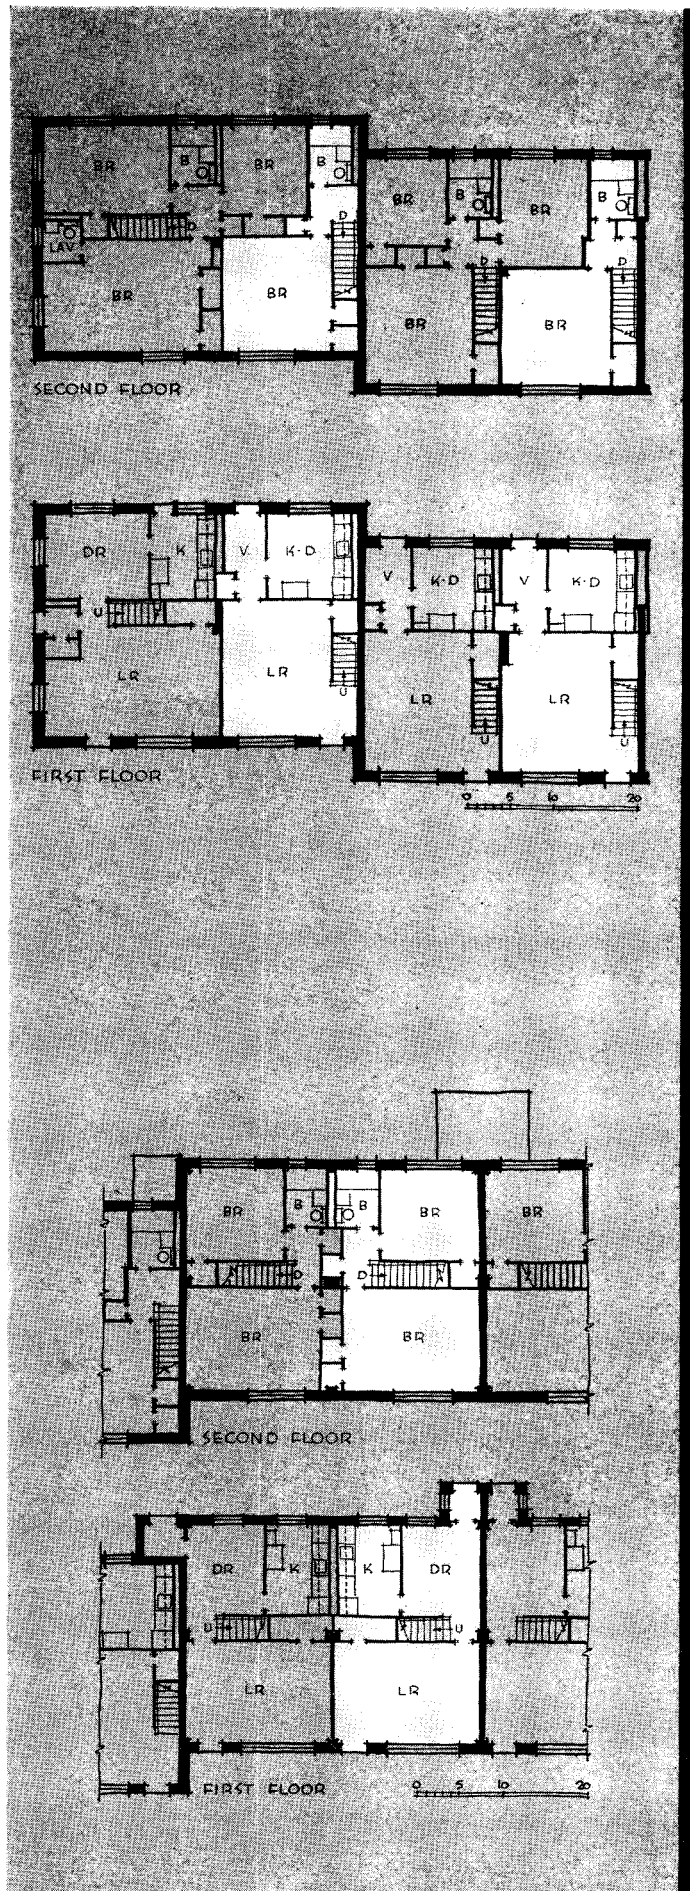 BR B BR B
BR B BR B
D D
LAV
BR BR
D D
BR BR
SECOND FLOOR
DR K V K·D
V K·D V K·D
U
LR LR
U
LR LR
U U
FIRST FLOOR
0 5 10 20
BR B B BR BR
D D
BR BR
SECOND FLOOR
DR K K DR
U U
LR LR
FIRST FLOOR
0 5 10 20